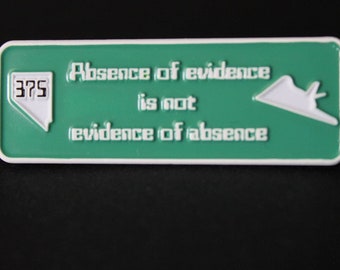 375
Absence of evidence
is not
evidence of absence